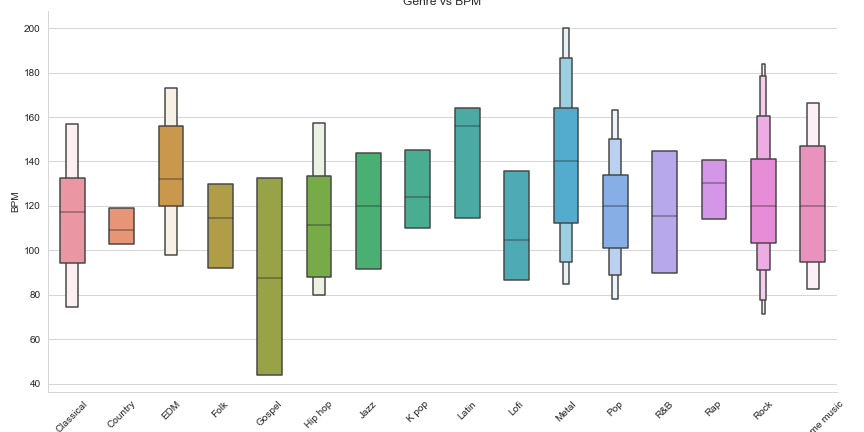 Genre vs BPM
BPM
200
180
160
140
120
100
80
60
40
Classical
Country
EDM
Folk
Gospel
Hip hop
Jazz
K pop
Latin
Lofi
Metal
Pop
R&B
Rap
Rock
me music